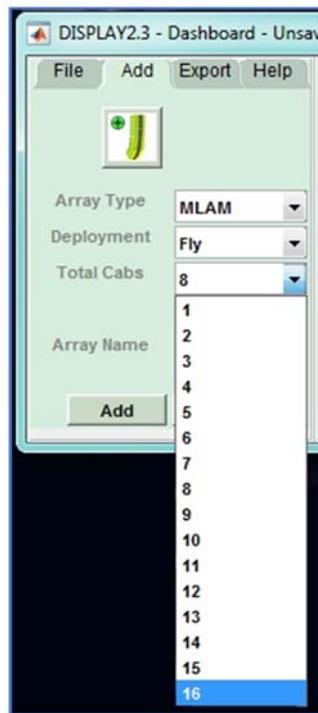 DISPLAY2.3 - Dashboard - Unsav
File Add Export Help
Array Type MLAM
Deployment Fly
Total Cabs 8
1
2
3
Array Name
4
5
Add
6
7
8
9
10
11
12
13
14
15
16